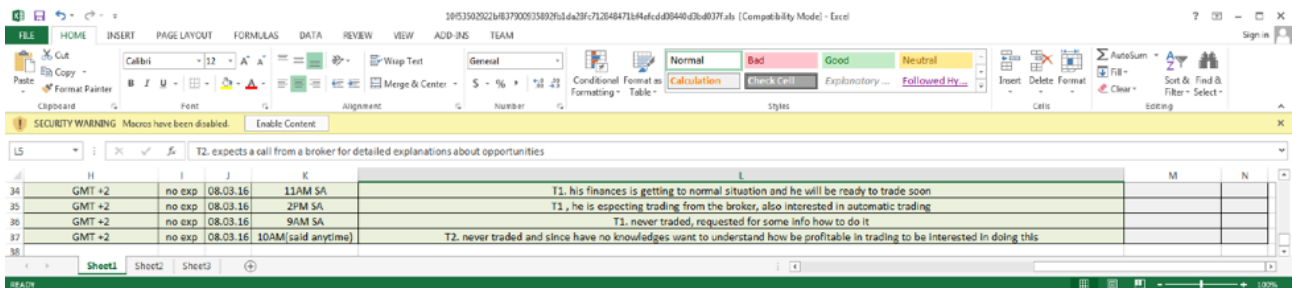 [Compatibility Mode] - Excel
FILE HOME INSERT PAGE LAYOUT FORMULAS DATA REVIEW VIEW ADD-INS TEAM Sign in
Cut Calibri 12 Wrap Text General Normal Bad Good Neutral AutoSum
Copy Fill
Paste Format Painter Merge & Center Conditional Formatting Format as Table Calculation Check Cell Explanatory ... Followed Hy... Insert Delete Format Clear Sort & Filter Find & Select
Clipboard Font Alignment Number Styles Cells Editing
SECURITY WARNING Macros have been disabled. Enable Content
L5 T2. expects a call from a broker for detailed explanations about opportunities
H I J K L M N
34 GMT +2 no exp 08.03.16 11AM SA T1. his finances is getting to normal situation and he will be ready to trade soon
35 GMT +2 no exp 08.03.16 2PM SA T1 , he is especting trading from the broker, also interested in automatic trading
36 GMT +2 no exp 08.03.16 9AM SA T1. never traded, requested for some info how to do it
37 GMT +2 no exp 08.03.16 10AM(said anytime) T2. never traded and since have no knowledges want to understand how be profitable in trading to be interested in doing this
38
Sheet1 Sheet2 Sheet3
READY 100%